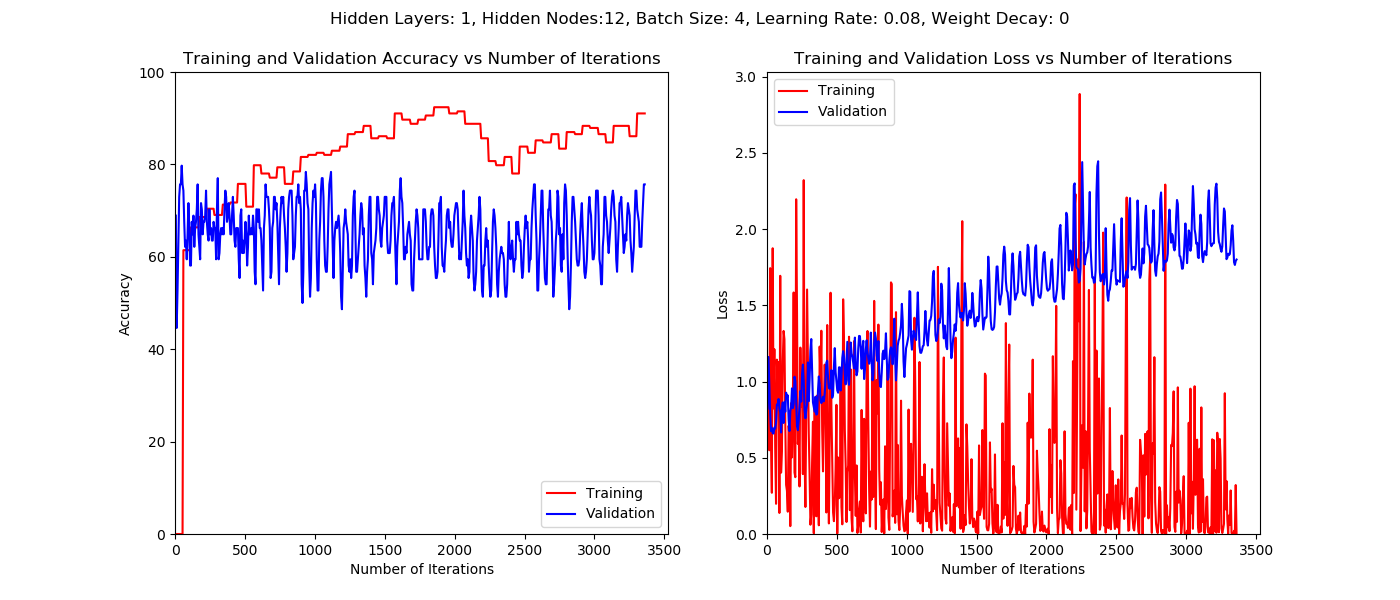 Hidden Layers: 1, Hidden Nodes:12, Batch Size: 4, Learning Rate: 0.08, Weight Decay: 0
Training and Validation Accuracy vs Number of Iterations
100
80
60
40
20
0
Accuracy
0 500 1000 1500 2000 2500 3000 3500
Number of Iterations
Training
Validation
Training and Validation Loss vs Number of Iterations
3.0
2.5
2.0
1.5
1.0
0.5
0.0
Loss
0 500 1000 1500 2000 2500 3000 3500
Number of Iterations
Training
Validation